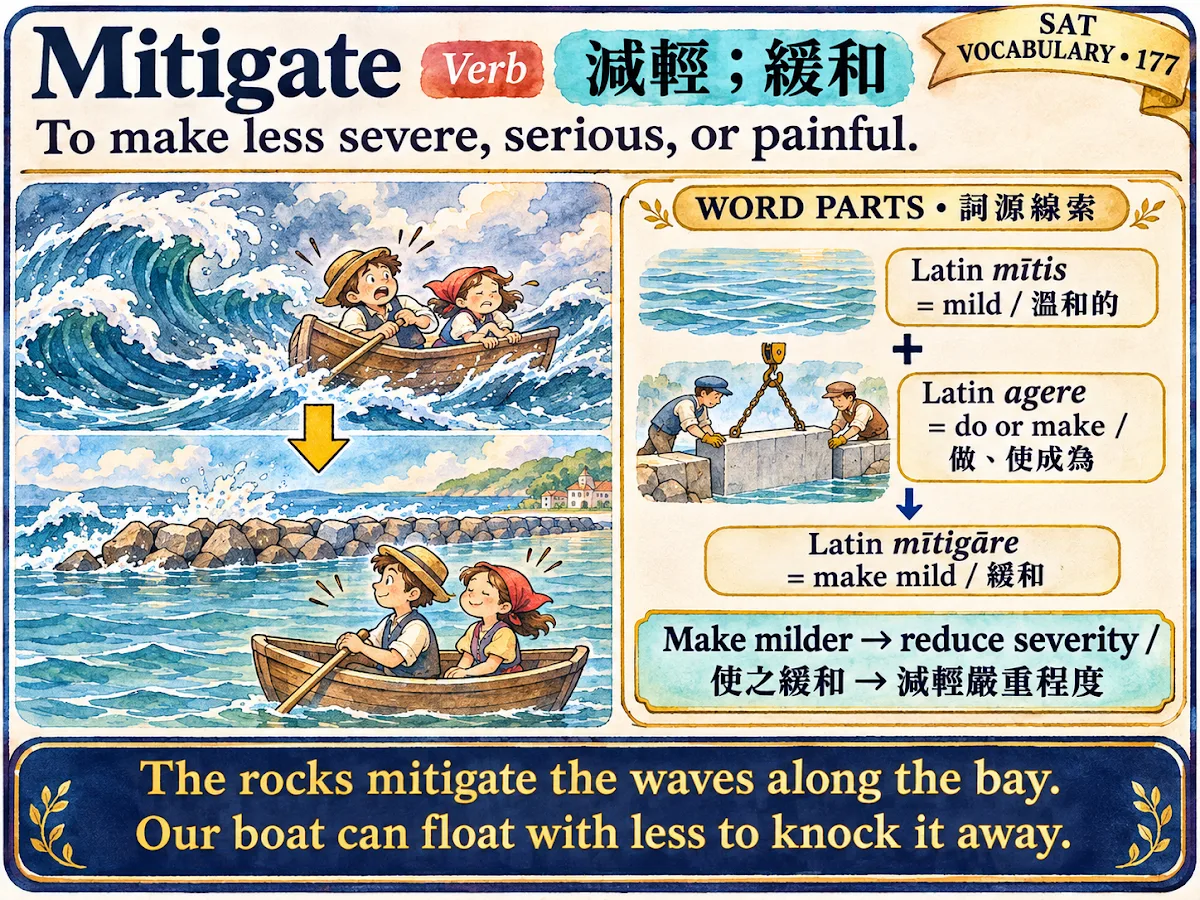 Mitigate Verb 減輕；緩和
SAT
VOCABULARY • 177
To make less severe, serious, or painful.
WORD PARTS • 詞源線索
Latin mītis
= mild / 溫和的
+
Latin agere
= do or make /
做、使成為
Latin mītigāre
= make mild / 緩和
Make milder → reduce severity /
使之緩和 → 減輕嚴重程度
The rocks mitigate the waves along the bay.
Our boat can float with less to knock it away.